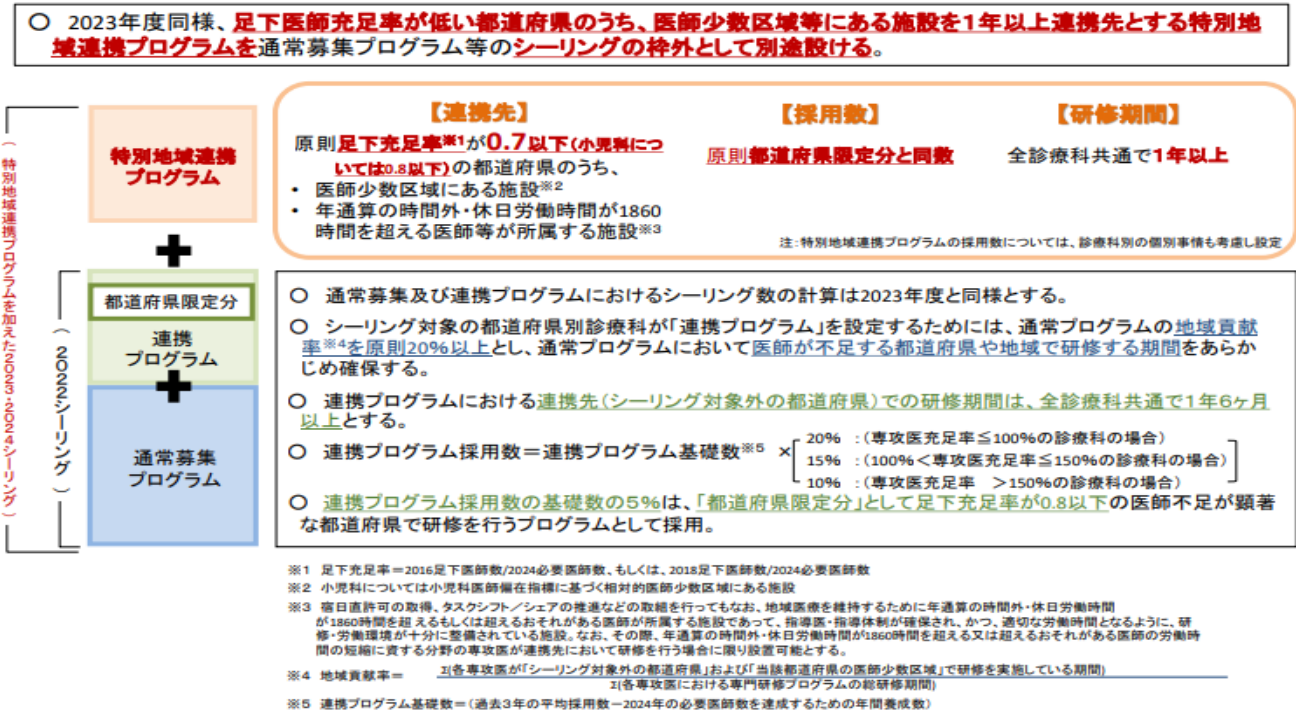 ○ 2023年度同様、足下医師充足率が低い都道府県のうち、医師少数区域等にある施設を1年以上連携先とする特別地
域連携プログラムを通常募集プログラム等のシーリングの枠外として別途設ける。
（特別地域連携プログラムを加えた2023・2024シーリング）
特別地域連携
プログラム
【連携先】
原則足下充足率※1が0.7以下(小児科につ
いては0.8以下)の都道府県のうち、
・ 医師少数区域にある施設※2
・ 年通算の時間外・休日労働時間が1860
時間を超える医師等が所属する施設※3
【採用数】
原則都道府県限定分と同数
【研修期間】
全診療科共通で1年以上
注:特別地域連携プログラムの採用数については、診療科別の個別事情も考慮し設定
（2022シーリング）
都道府県限定分
連携
プログラム
通常募集
プログラム
○ 通常募集及び連携プログラムにおけるシーリング数の計算は2023年度と同様とする。
○ シーリング対象の都道府県別診療科が「連携プログラム」を設定するためには、通常プログラムの地域貢献
率※4を原則20%以上とし、通常プログラムにおいて医師が不足する都道府県や地域で研修する期間をあらか
じめ確保する。
○ 連携プログラムにおける連携先(シーリング対象外の都道府県)での研修期間は、全診療科共通で1年6ヶ月
以上とする。
○ 連携プログラム採用数＝連携プログラム基礎数※5 ×
20% :(専攻医充足率≦100%の診療科の場合)
15% :(100%＜専攻医充足率≦150%の診療科の場合)
10% :(専攻医充足率 ＞150%の診療科の場合)
○ 連携プログラム採用数の基礎数の5%は、「都道府県限定分」として足下充足率が0.8以下の医師不足が顕著
な都道府県で研修を行うプログラムとして採用。
※1 足下充足率＝2016足下医師数/2024必要医師数、もしくは、2018足下医師数/2024必要医師数
※2 小児科については小児科医師偏在指標に基づく相対的医師少数区域にある施設
※3 宿日直許可の取得、タスクシフト／シェアの推進などの取組を行ってもなお、地域医療を維持するために年通算の時間外・休日労働時間
が1860時間を超えるもしくは超えるおそれがある医師が所属する施設であって、指導医・指導体制が確保され、かつ、適切な労働時間となるように、研
修・労働環境が十分に整備されている施設。なお、その際、年通算の時間外・休日労働時間が1860時間を超える又は超えるおそれがある医師の労働時
間の短縮に資する分野の専攻医が連携先において研修を行う場合に限り設置可能とする。
※4 地域貢献率＝
Σ(各専攻医が「シーリング対象外の都道府県」および「当該都道府県の医師少数区域」で研修を実施している期間)
Σ(各専攻医における専門研修プログラムの総研修期間)
※5 連携プログラム基礎数＝(過去3年の平均採用数－2024年の必要医師数を達成するための年間養成数)